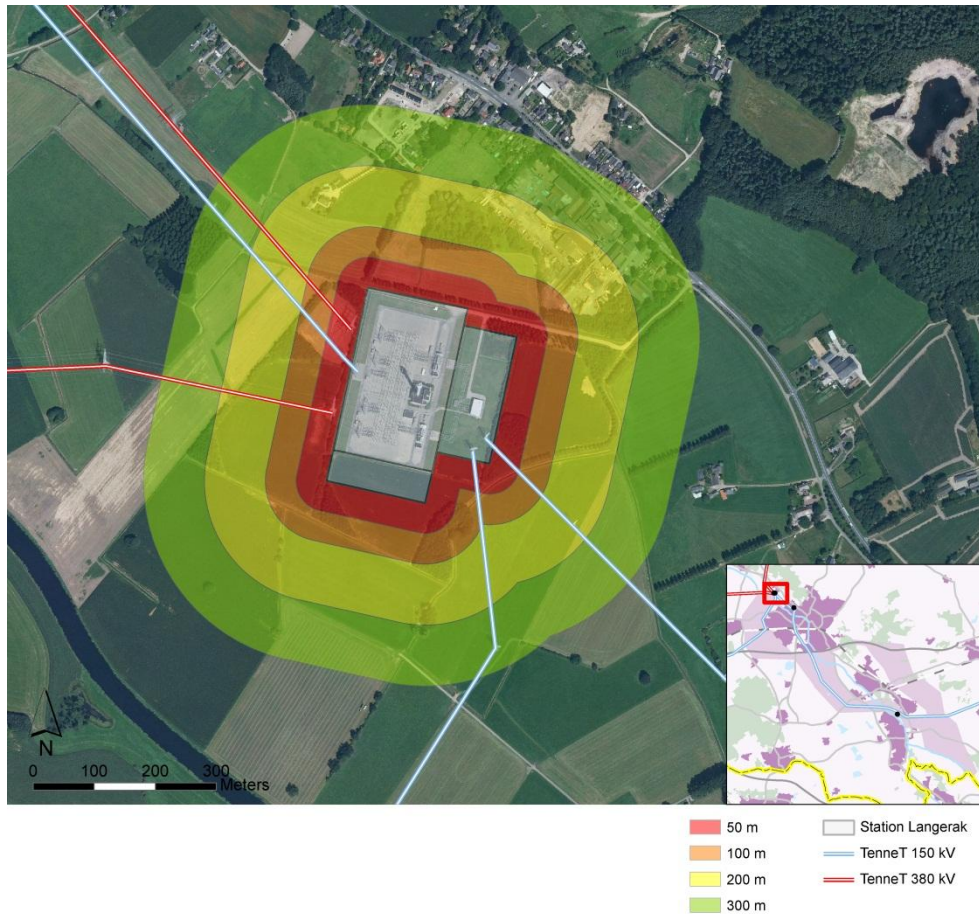 N
0 100 200 300
Meters
50 m
100 m
200 m
300 m
Station Langerak
TenneT 150 kV
TenneT 380 kV